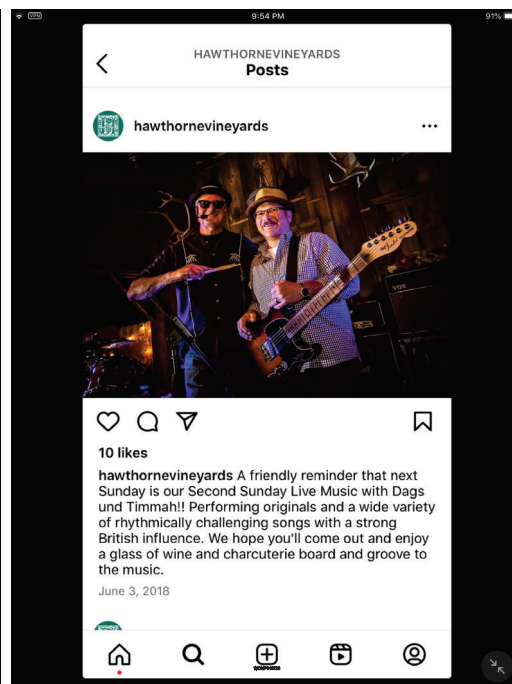 VPN
9:54 PM
91%
HAWTHORNEVINEYARDS
Posts
hawthornevineyards
VOX
10 likes
hawthornevineyards A friendly reminder that next
Sunday is our Second Sunday Live Music with Dags
und Timmah!! Performing originals and a wide variety
of rhythmically challenging songs with a strong
British influence. We hope you'll come out and enjoy
a glass of wine and charcuterie board and groove to
the music.
June 3, 2018